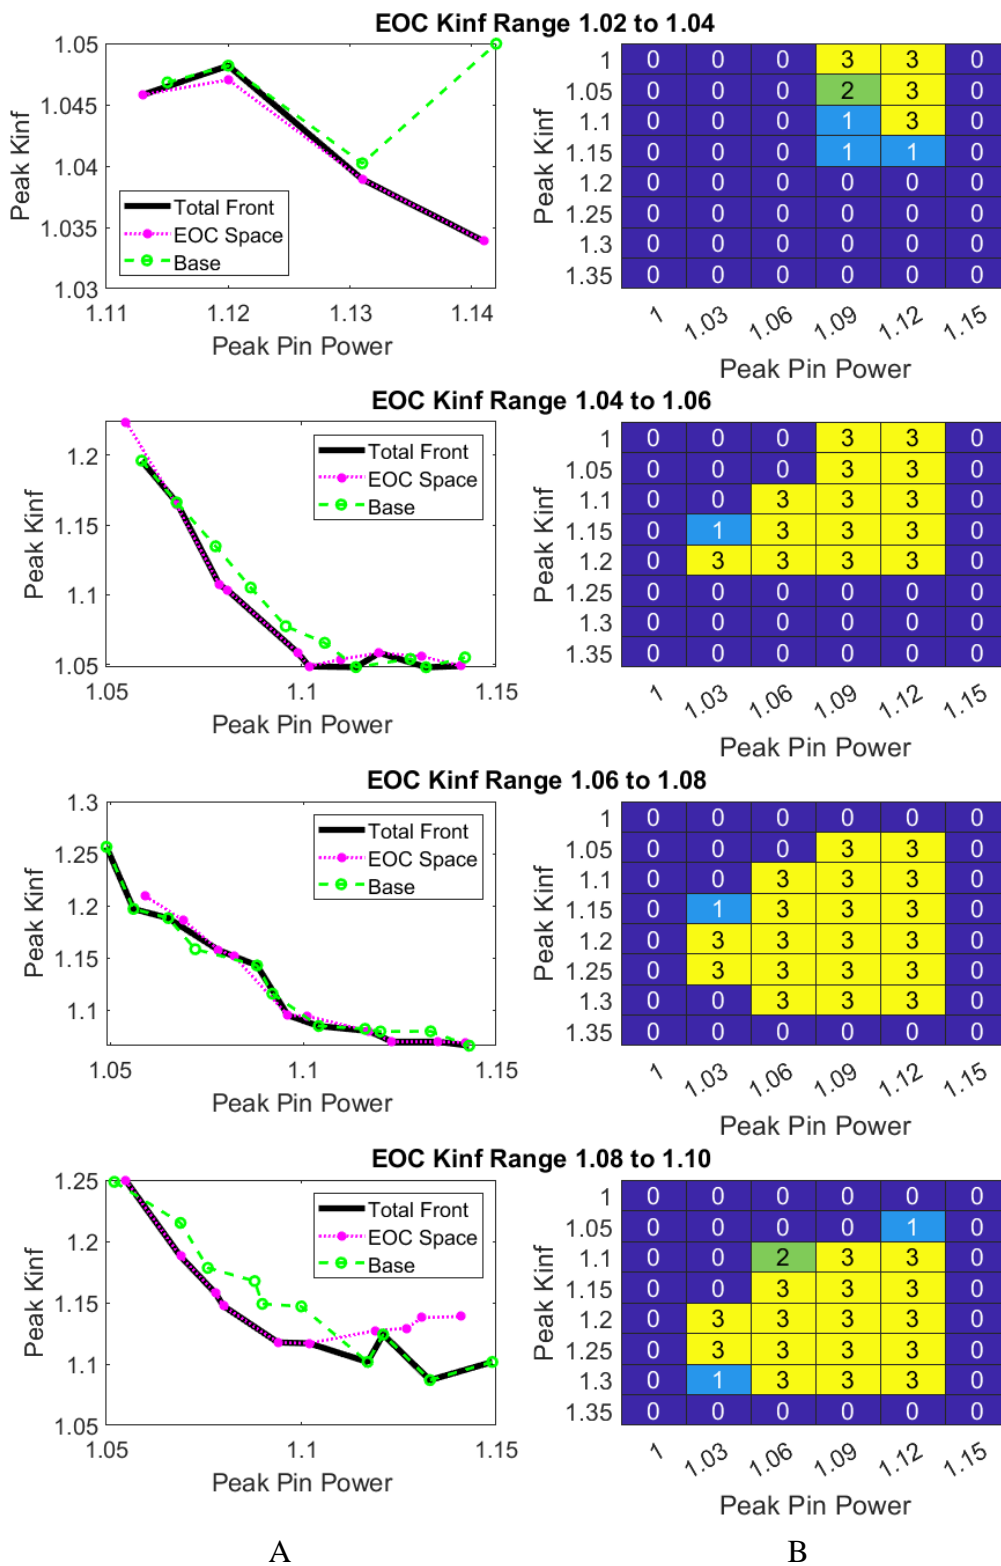 EOC Kinf Range 1.02 to 1.04
1.05
1.045
1.04
1.035
1.03
Peak Kinf
Total Front
EOC Space
Base
1.11 1.12 1.13 1.14
Peak Pin Power
Peak Kinf
1 0 0 0 3 3 0
1.05 0 0 0 2 3 0
1.1 0 0 0 1 3 0
1.15 0 0 0 1 1 0
1.2 0 0 0 0 0 0
1.25 0 0 0 0 0 0
1.3 0 0 0 0 0 0
1.35 0 0 0 0 0 0
1 1.03 1.06 1.09 1.12 1.15
Peak Pin Power
EOC Kinf Range 1.04 to 1.06
1.2
1.15
1.1
1.05
Peak Kinf
Total Front
EOC Space
Base
1.05 1.1 1.15
Peak Pin Power
Peak Kinf
1 0 0 0 3 3 0
1.05 0 0 0 3 3 0
1.1 0 0 3 3 3 0
1.15 0 1 3 3 3 0
1.2 0 3 3 3 3 0
1.25 0 0 0 0 0 0
1.3 0 0 0 0 0 0
1.35 0 0 0 0 0 0
1 1.03 1.06 1.09 1.12 1.15
Peak Pin Power
EOC Kinf Range 1.06 to 1.08
1.3
1.25
1.2
1.15
1.1
Peak Kinf
Total Front
EOC Space
Base
1.05 1.1 1.15
Peak Pin Power
Peak Kinf
1 0 0 0 0 0 0
1.05 0 0 0 3 3 0
1.1 0 0 3 3 3 0
1.15 0 1 3 3 3 0
1.2 0 3 3 3 3 0
1.25 0 3 3 3 3 0
1.3 0 0 3 3 3 0
1.35 0 0 0 0 0 0
1 1.03 1.06 1.09 1.12 1.15
Peak Pin Power
EOC Kinf Range 1.08 to 1.10
1.25
1.2
1.15
1.1
1.05
Peak Kinf
Total Front
EOC Space
Base
1.05 1.1 1.15
Peak Pin Power
Peak Kinf
1 0 0 0 0 0 0
1.05 0 0 0 0 1 0
1.1 0 0 2 3 3 0
1.15 0 0 3 3 3 0
1.2 0 3 3 3 3 0
1.25 0 3 3 3 3 0
1.3 0 1 3 3 3 0
1.35 0 0 0 0 0 0
1 1.03 1.06 1.09 1.12 1.15
Peak Pin Power
A B